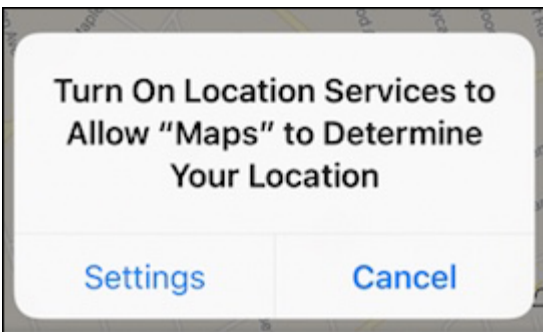 Turn On Location Services to
Allow “Maps” to Determine
Your Location
Settings Cancel